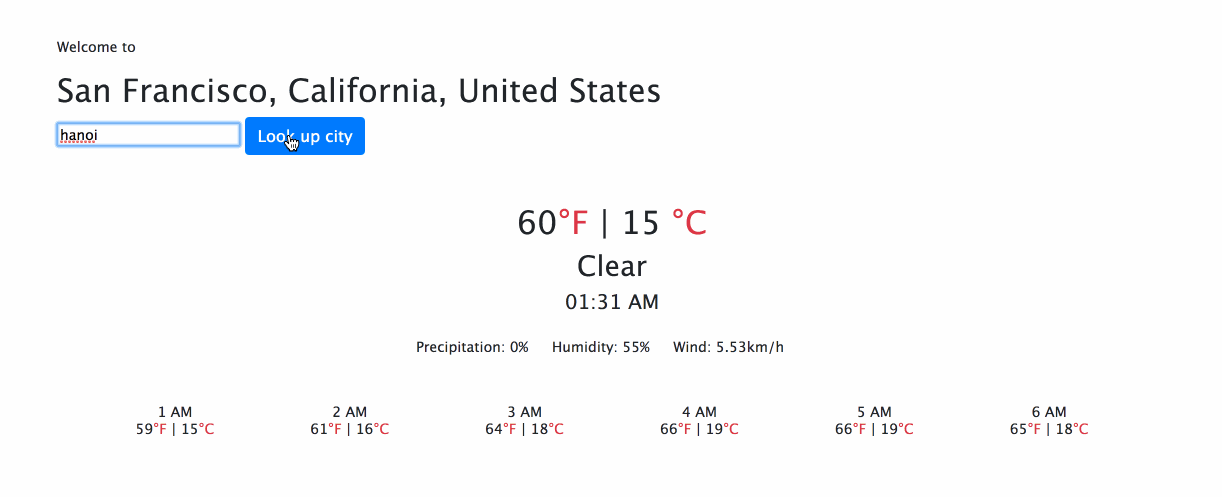 Welcome to
San Francisco, California, United States
hanoi Look up city
60°F | 15 °C
Clear
01:31 AM
Precipitation: 0% Humidity: 55% Wind: 5.53km/h
1 AM 2 AM 3 AM 4 AM 5 AM 6 AM
59°F | 15°C 61°F | 16°C 64°F | 18°C 66°F | 19°C 66°F | 19°C 65°F | 18°C